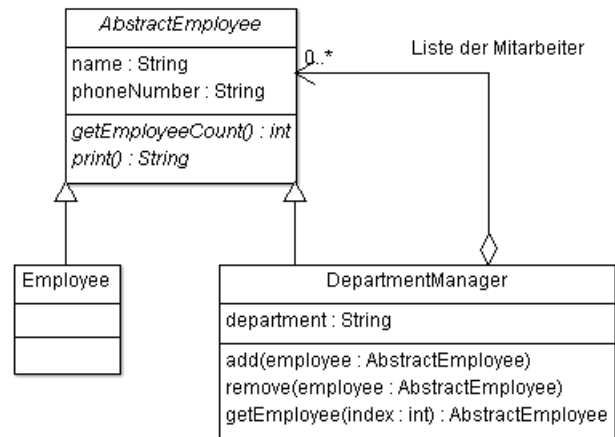 AbstractEmployee
name : String
phoneNumber : String
getEmployeeCount() : int
print() : String
0..*
Liste der Mitarbeiter
Employee
DepartmentManager
department : String
add(employee : AbstractEmployee)
remove(employee : AbstractEmployee)
getEmployee(index : int) : AbstractEmployee